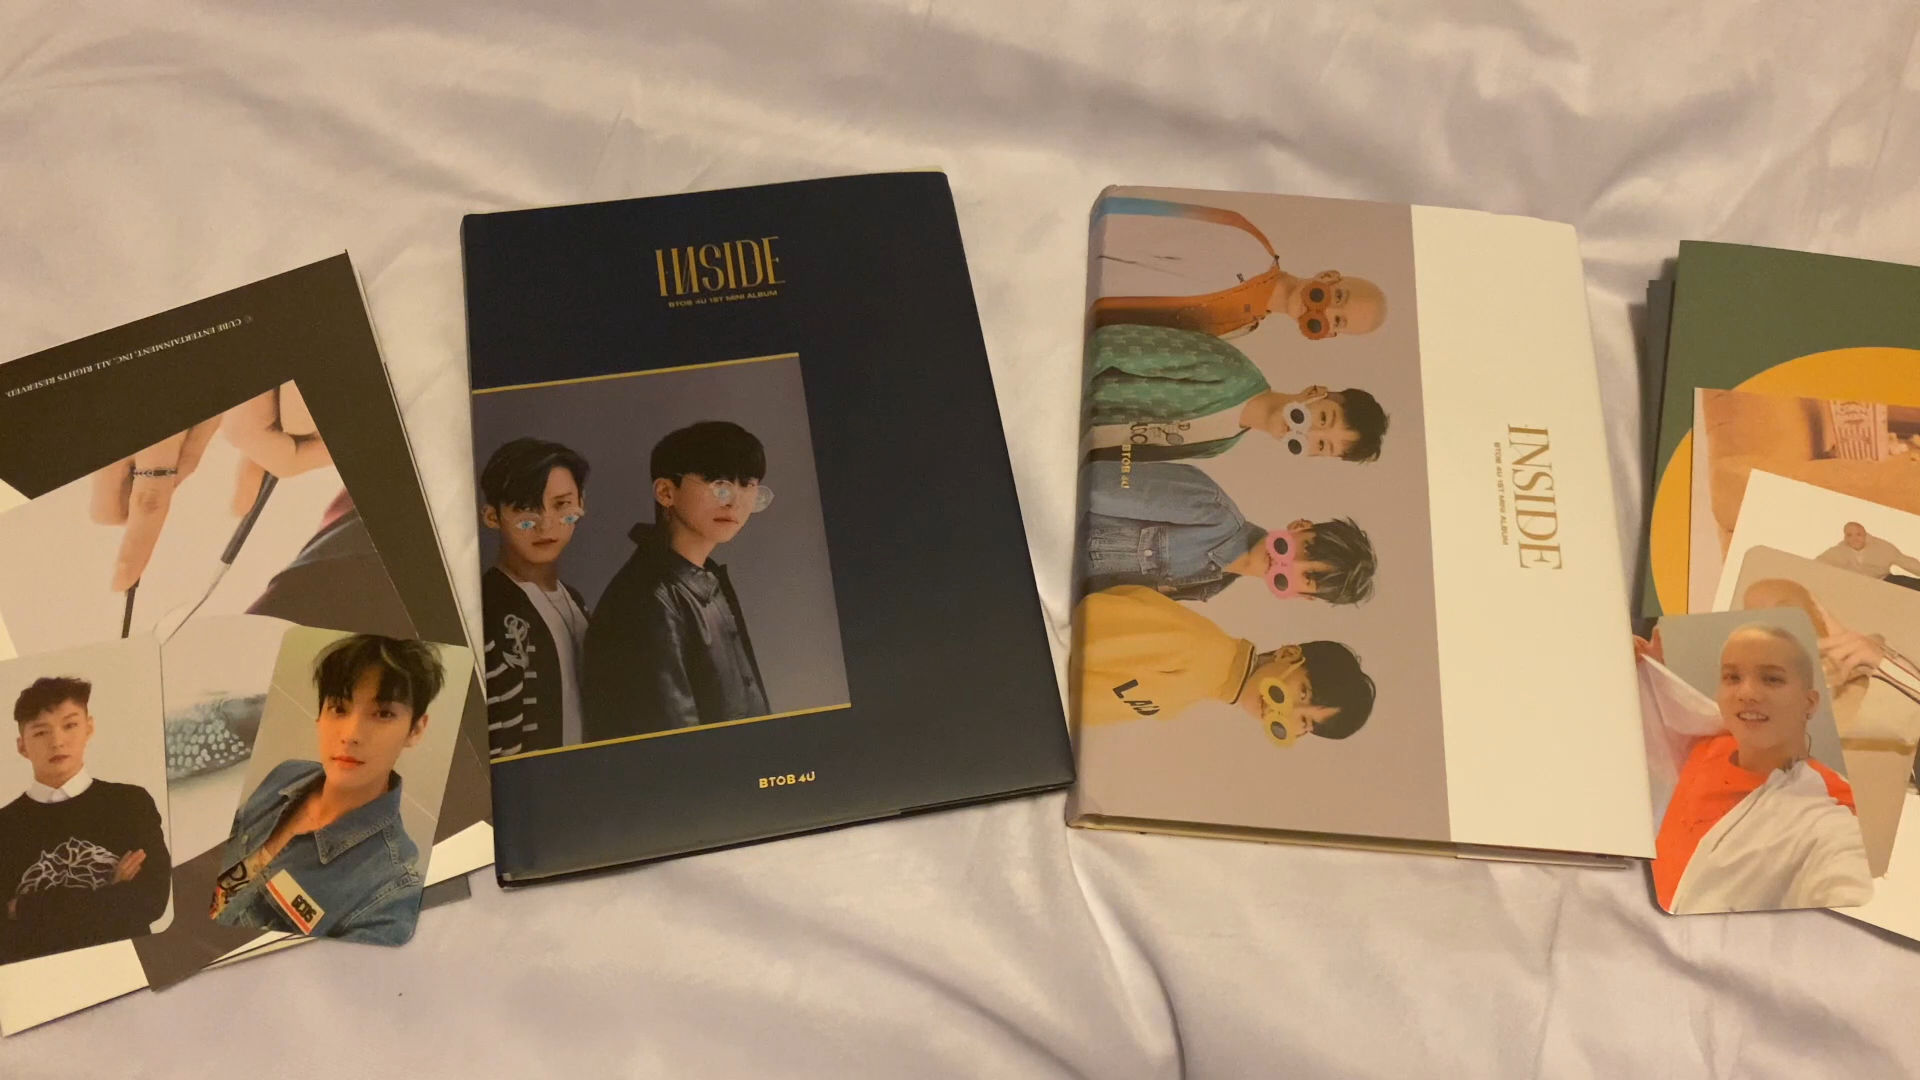 © CUBE ENTERTAINMENT, INC. ALL RIGHTS RESERVED.
INSIDE
BTOB 4U 1ST MINI ALBUM
BTOB 4U
INSIDE
BTOB 4U 1ST MINI ALBUM
BTOB 4U